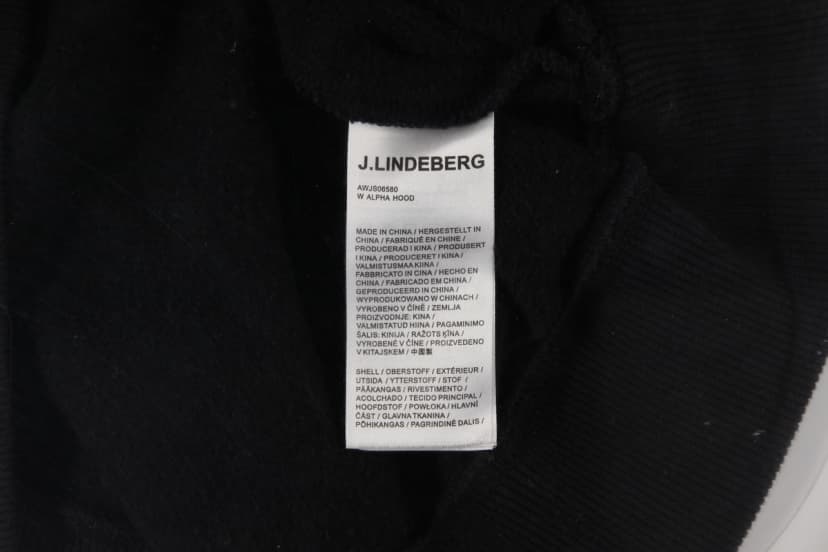 J.LINDEBERG
AWJS06580
W ALPHA HOOD
MADE IN CHINA / HERGESTELLT IN
CHINA / FABRIQUÉ EN CHINE /
PRODUCERAD I KINA / PRODUSERT
I KINA / PRODUCERET I KINA /
VALMISTUSMAA KIINA /
FABBRICATO IN CINA / HECHO EN
CHINA / FABRICADO EM CHINA /
GEPRODUCEERD IN CHINA /
WYPRODUKOWANO W CHINACH /
VYROBENO V ČÍNĚ / ZEMLJA
PROIZVODNJE: KINA /
VALMISTATUD HIINA / PAGAMINIMO
ŠALIS: KINIJA / RAŽOTS ĶĪNA /
VYROBENÉ V ČÍNE / PROIZVEDENO
V KITAJSKEM / 中國製
SHELL / OBERSTOFF / EXTÉRIEUR /
UTSIDA / YTTERSTOFF / STOF /
PÄÄKANGAS / RIVESTIMENTO /
ACOLCHADO / TECIDO PRINCIPAL /
HOOFDSTOF / POWŁOKA / HLAVNÍ
ČÁST / GLAVNA TKANINA /
PÕHIKANGAS / PAGRINDINĖ DALIS /